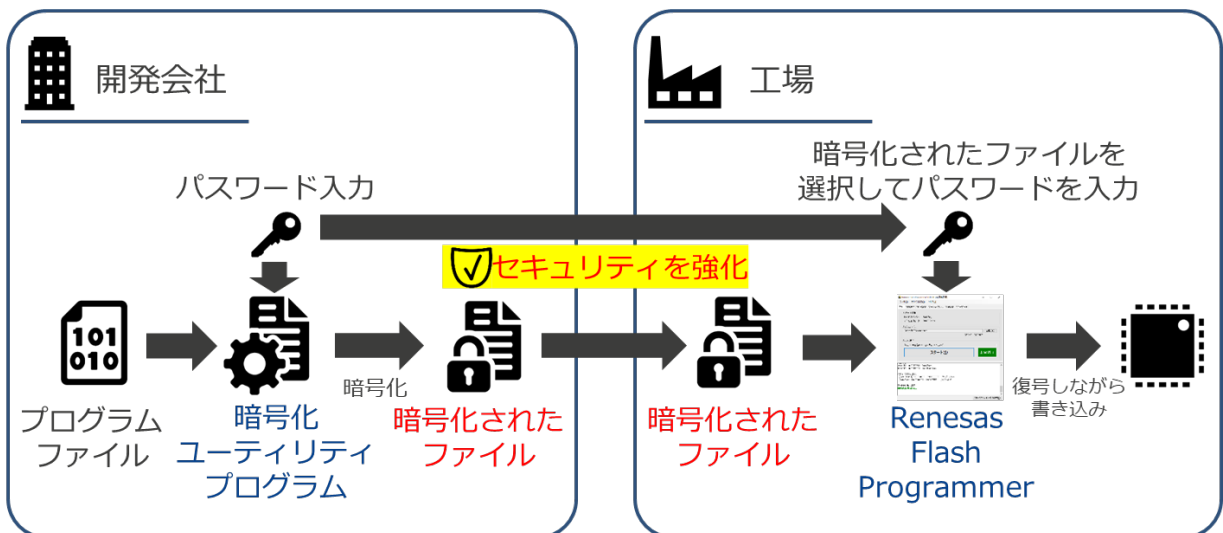 開発会社
パスワード入力
セキュリティを強化
101
010
プログラム
ファイル
暗号化
ユーティリティ
プログラム
暗号化
暗号化された
ファイル
工場
暗号化されたファイルを
選択してパスワードを入力
暗号化された
ファイル
Renesas
Flash
Programmer
復号しながら
書き込み